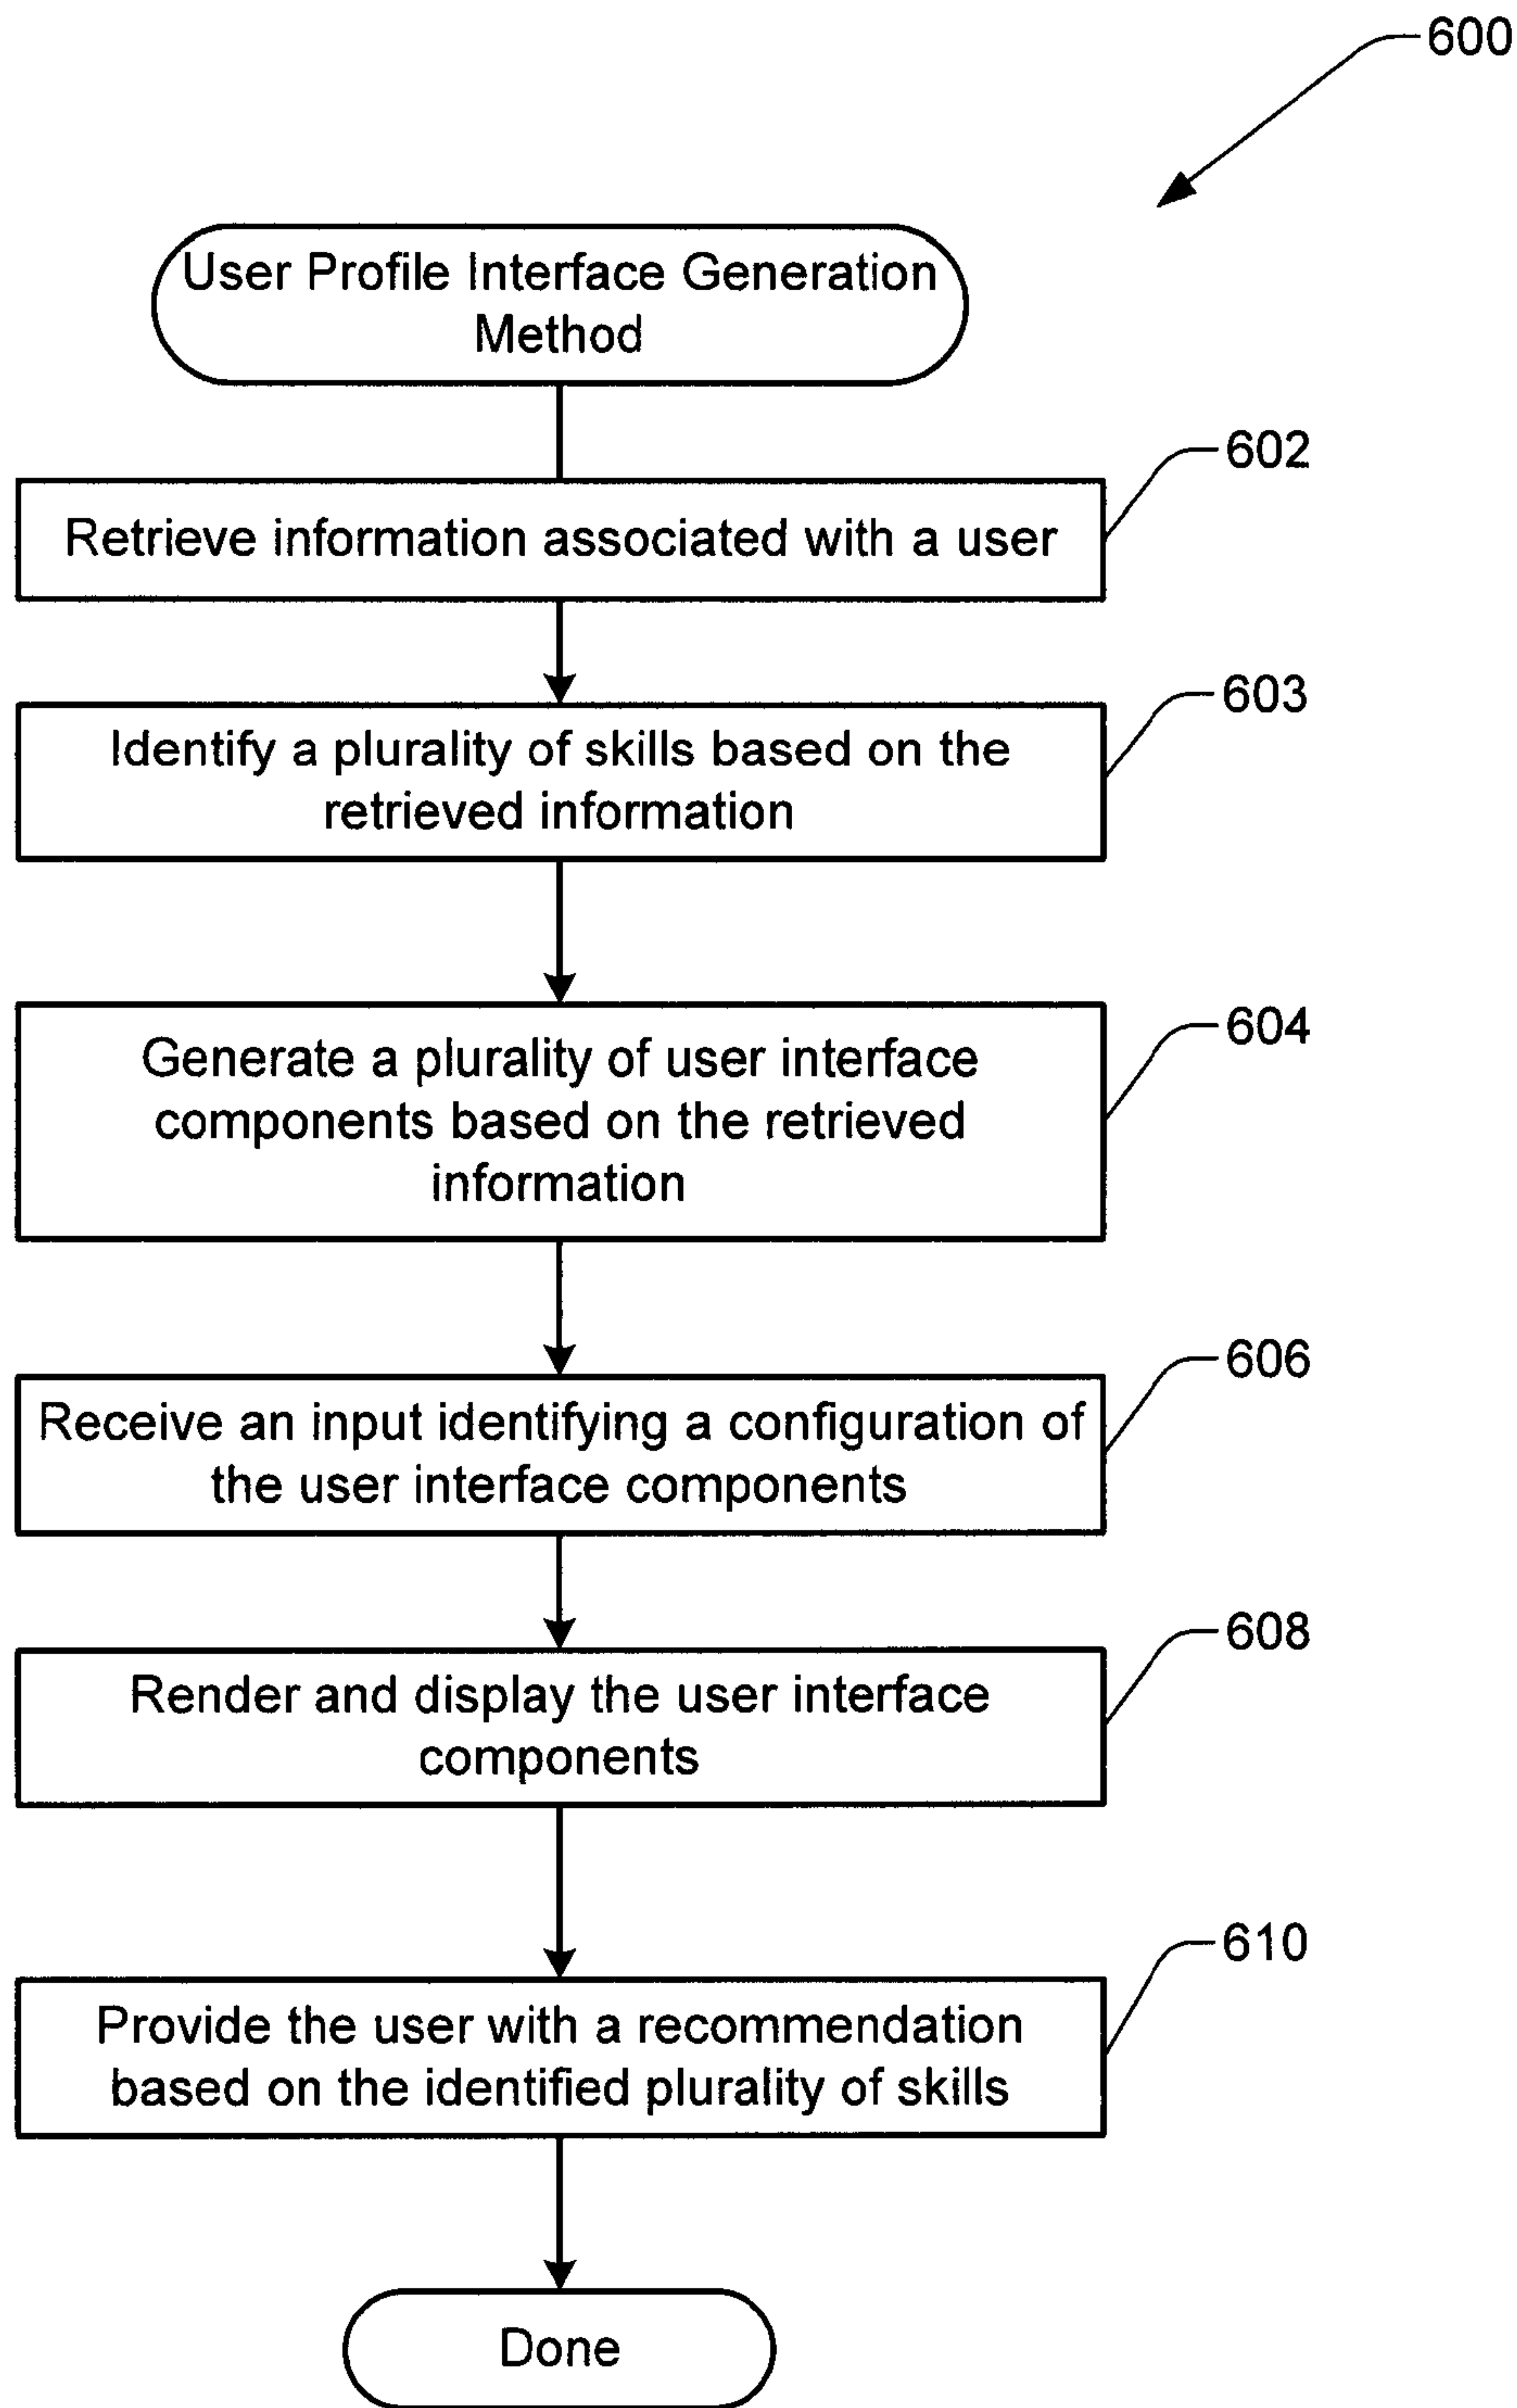 600
User Profile Interface Generation
Method
602
Retrieve information associated with a user
603
Identify a plurality of skills based on the
retrieved information
604
Generate a plurality of user interface
components based on the retrieved
information
606
Receive an input identifying a configuration of
the user interface components
608
Render and display the user interface
components
610
Provide the user with a recommendation
based on the identified plurality of skills
Done